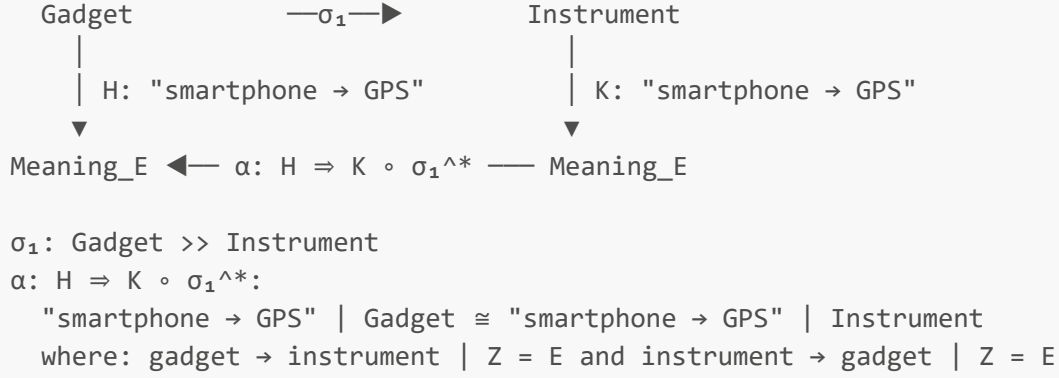 Gadget ──σ₁──▶ Instrument
│ │
│ H: "smartphone → GPS" │ K: "smartphone → GPS"
▼ ▼
Meaning_E ◀── α: H ⇒ K ∘ σ₁^* ─── Meaning_E
σ₁: Gadget >> Instrument
α: H ⇒ K ∘ σ₁^*:
"smartphone → GPS" | Gadget ≅ "smartphone → GPS" | Instrument
where: gadget → instrument | Z = E and instrument → gadget | Z = E